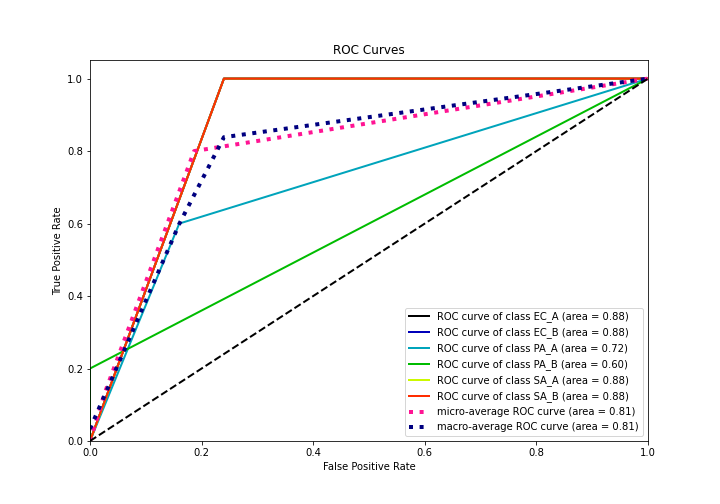 ROC Curves
True Positive Rate
1.0
0.8
0.6
0.4
0.2
0.0
0.0 0.2 0.4 0.6 0.8 1.0
False Positive Rate
ROC curve of class EC_A (area = 0.88)
ROC curve of class EC_B (area = 0.88)
ROC curve of class PA_A (area = 0.72)
ROC curve of class PA_B (area = 0.60)
ROC curve of class SA_A (area = 0.88)
ROC curve of class SA_B (area = 0.88)
micro-average ROC curve (area = 0.81)
macro-average ROC curve (area = 0.81)